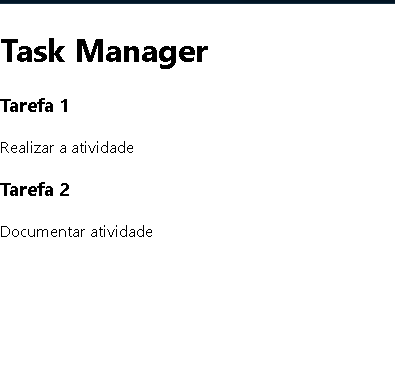 Task Manager
Tarefa 1
Realizar a atividade
Tarefa 2
Documentar atividade